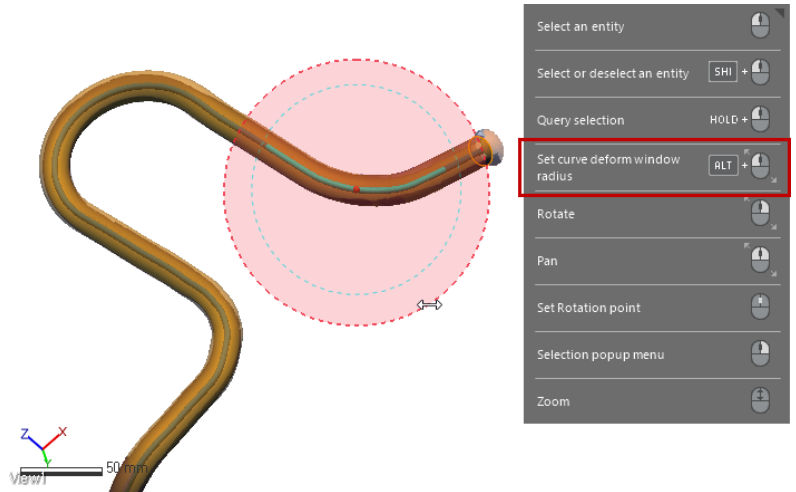 Select an entity
Select or deselect an entity SHI +
Query selection HOLD +
Set curve deform window
radius
ALT +
Rotate
Pan
Set Rotation point
Selection popup menu
Zoom
Z X
Y
50 mm
View1